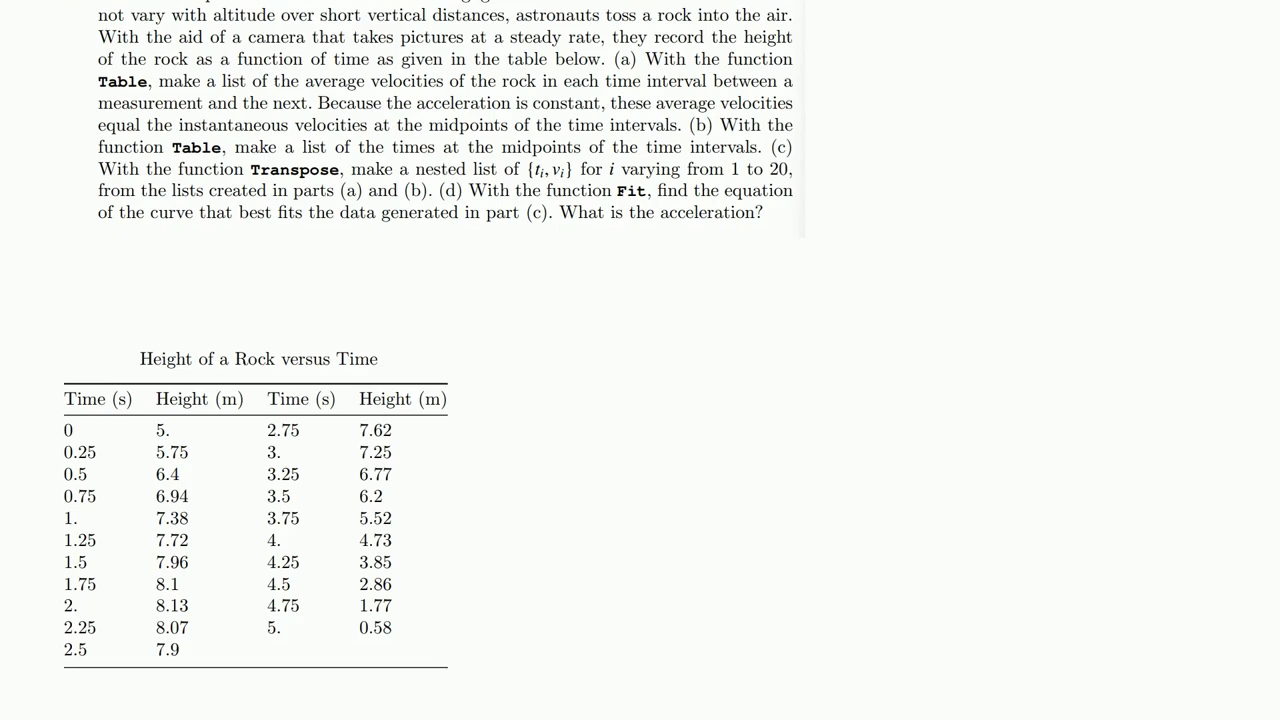 not vary with altitude over short vertical distances, astronauts toss a rock into the air.
With the aid of a camera that takes pictures at a steady rate, they record the height
of the rock as a function of time as given in the table below. (a) With the function
Table, make a list of the average velocities of the rock in each time interval between a
measurement and the next. Because the acceleration is constant, these average velocities
equal the instantaneous velocities at the midpoints of the time intervals. (b) With the
function Table, make a list of the times at the midpoints of the time intervals. (c)
With the function Transpose, make a nested list of {tᵢ, vᵢ} for i varying from 1 to 20,
from the lists created in parts (a) and (b). (d) With the function Fit, find the equation
of the curve that best fits the data generated in part (c). What is the acceleration?
Height of a Rock versus Time
Time (s) Height (m) Time (s) Height (m)
0 5. 2.75 7.62
0.25 5.75 3. 7.25
0.5 6.4 3.25 6.77
0.75 6.94 3.5 6.2
1. 7.38 3.75 5.52
1.25 7.72 4. 4.73
1.5 7.96 4.25 3.85
1.75 8.1 4.5 2.86
2. 8.13 4.75 1.77
2.25 8.07 5. 0.58
2.5 7.9